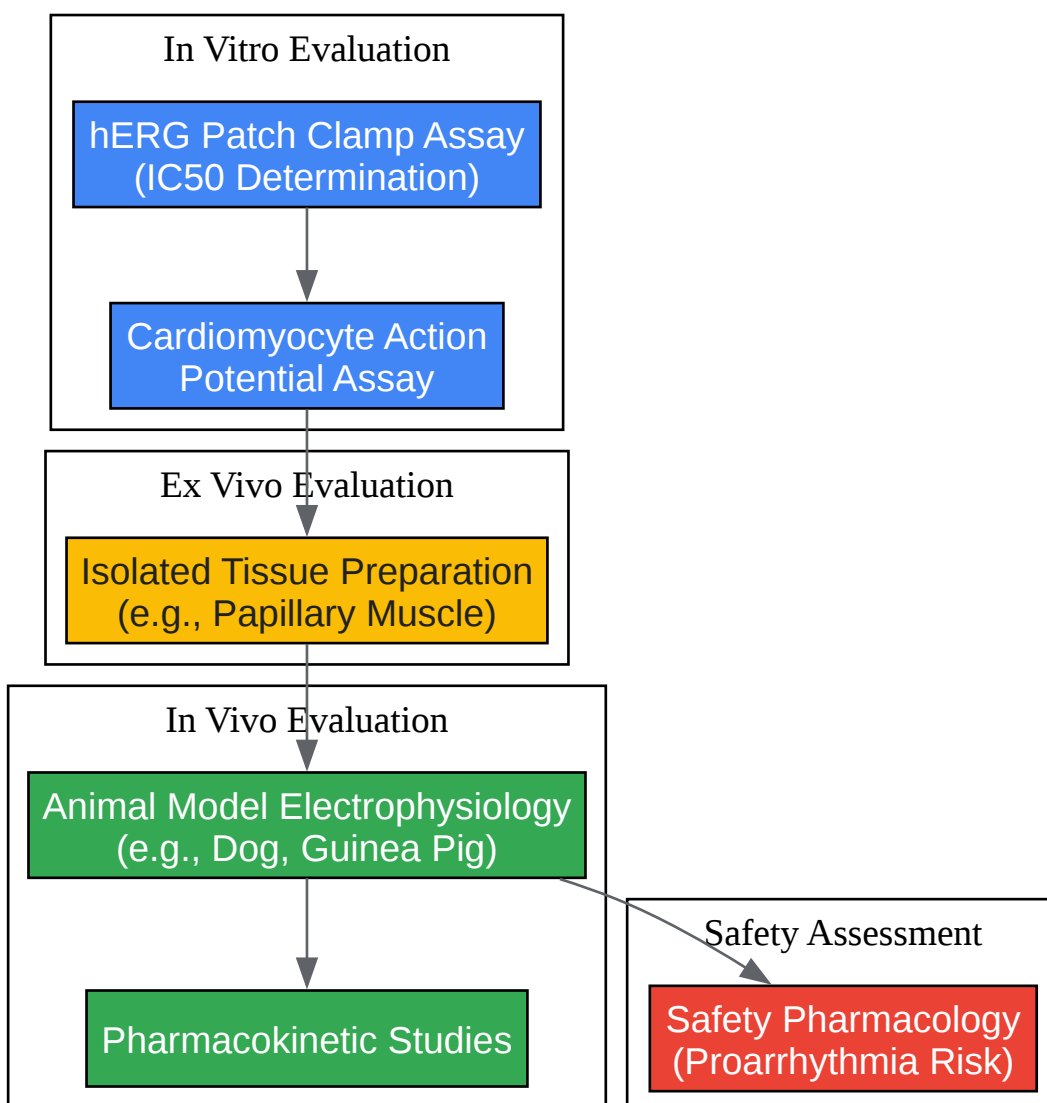 In Vitro Evaluation
hERG Patch Clamp Assay
(IC50 Determination)
Cardiomyocyte Action
Potential Assay
Ex Vivo Evaluation
Isolated Tissue Preparation
(e.g., Papillary Muscle)
In Vivo Evaluation
Animal Model Electrophysiology
(e.g., Dog, Guinea Pig)
Pharmacokinetic Studies
Safety Assessment
Safety Pharmacology
(Proarrhythmia Risk)